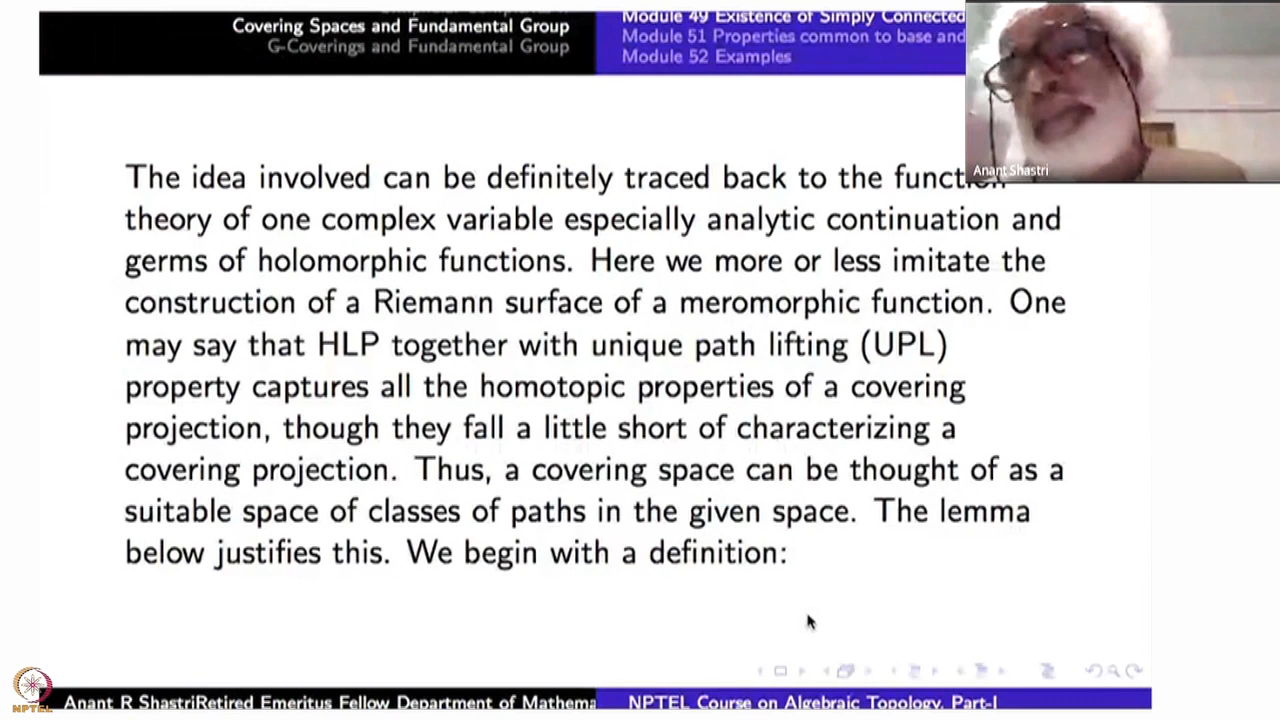 Covering Spaces and Fundamental Group
G-Coverings and Fundamental Group
Module 49 Existence of Simply Connected
Module 51 Properties common to base and
Module 52 Examples
Anant Shastri
The idea involved can be definitely traced back to the function
theory of one complex variable especially analytic continuation and
germs of holomorphic functions. Here we more or less imitate the
construction of a Riemann surface of a meromorphic function. One
may say that HLP together with unique path lifting (UPL)
property captures all the homotopic properties of a covering
projection, though they fall a little short of characterizing a
covering projection. Thus, a covering space can be thought of as a
suitable space of classes of paths in the given space. The lemma
below justifies this. We begin with a definition:
NPTEL
Anant R ShastriRetired Emeritus Fellow Department of Mathema
NPTEL Course on Algebraic Topology, Part-I